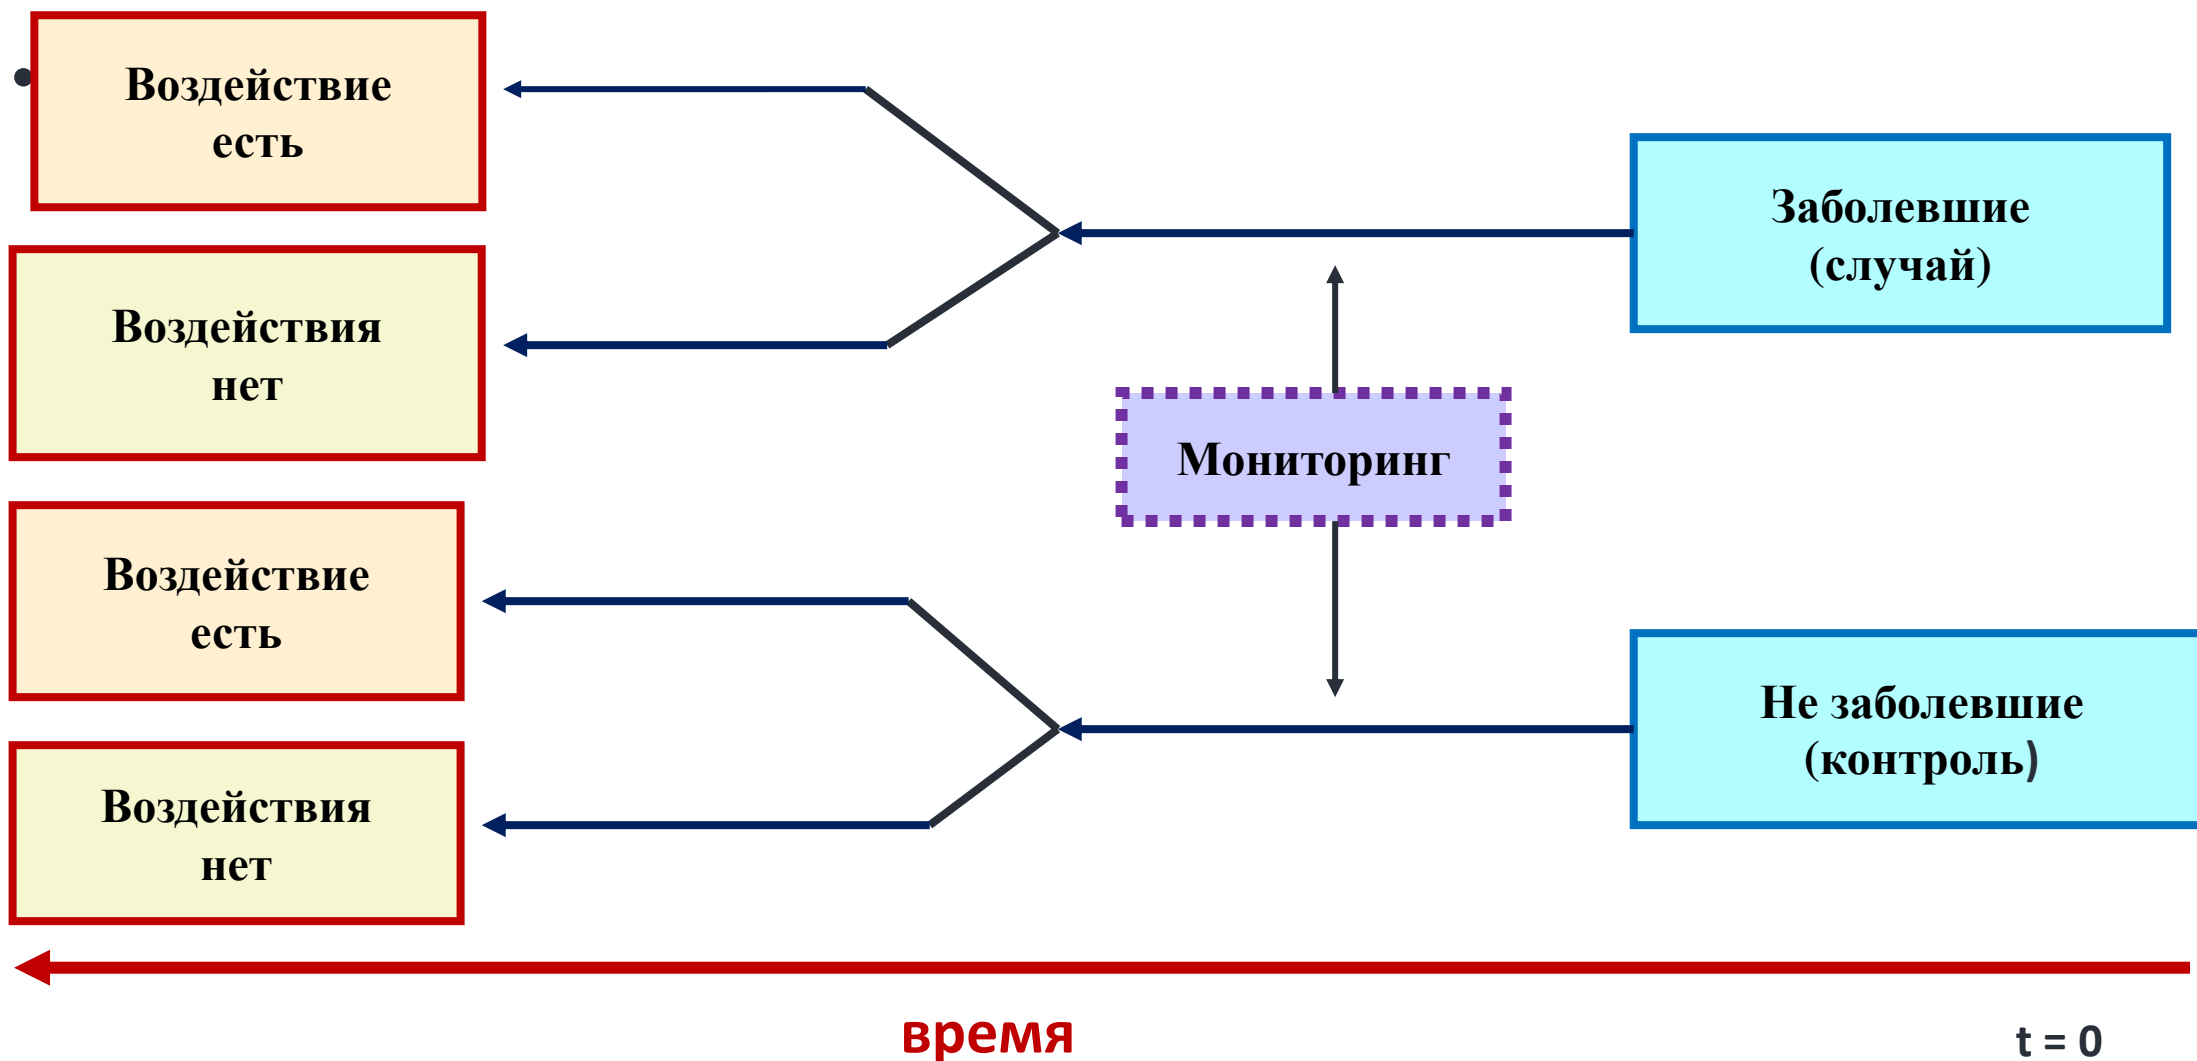 Воздействие
есть
Воздействия
нет
Воздействие
есть
Воздействия
нет
Мониторинг
Заболевшие
(случай)
Не заболевшие
(контроль)
время
t = 0